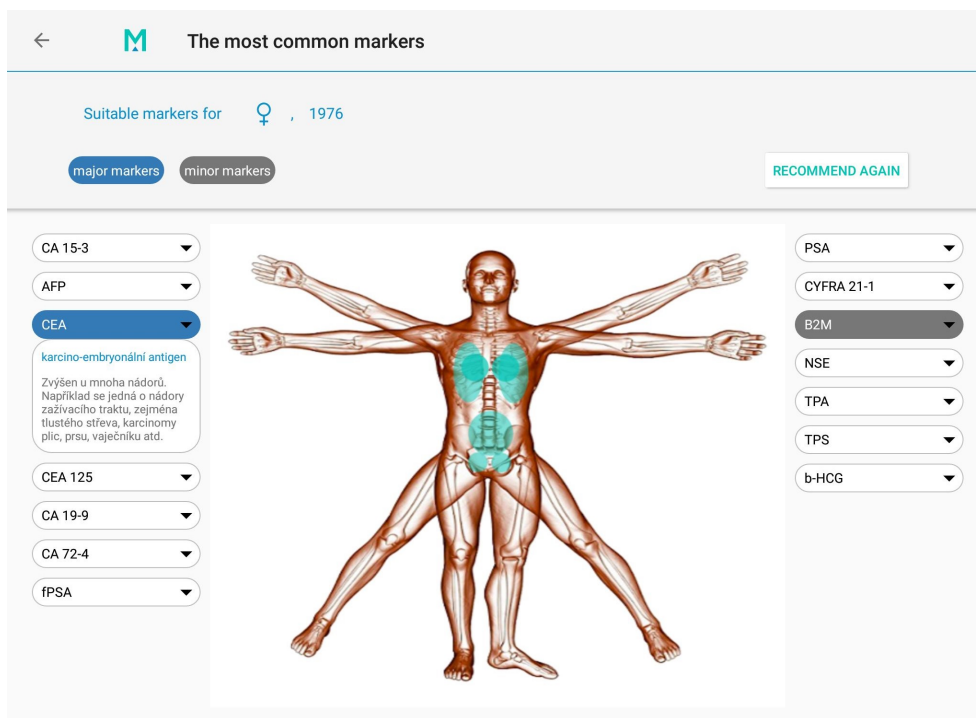 The most common markers
Suitable markers for ♀ , 1976
major markers
minor markers
RECOMMEND AGAIN
CA 15-3
AFP
CEA
karcino-embryonální antigen
Zvýšen u mnoha nádorů.
Například se jedná o nádory
zažívacího traktu, zejména
tlustého střeva, karcinomy
plic, prsu, vaječníku atd.
CEA 125
CA 19-9
CA 72-4
fPSA
PSA
CYFRA 21-1
B2M
NSE
TPA
TPS
b-HCG